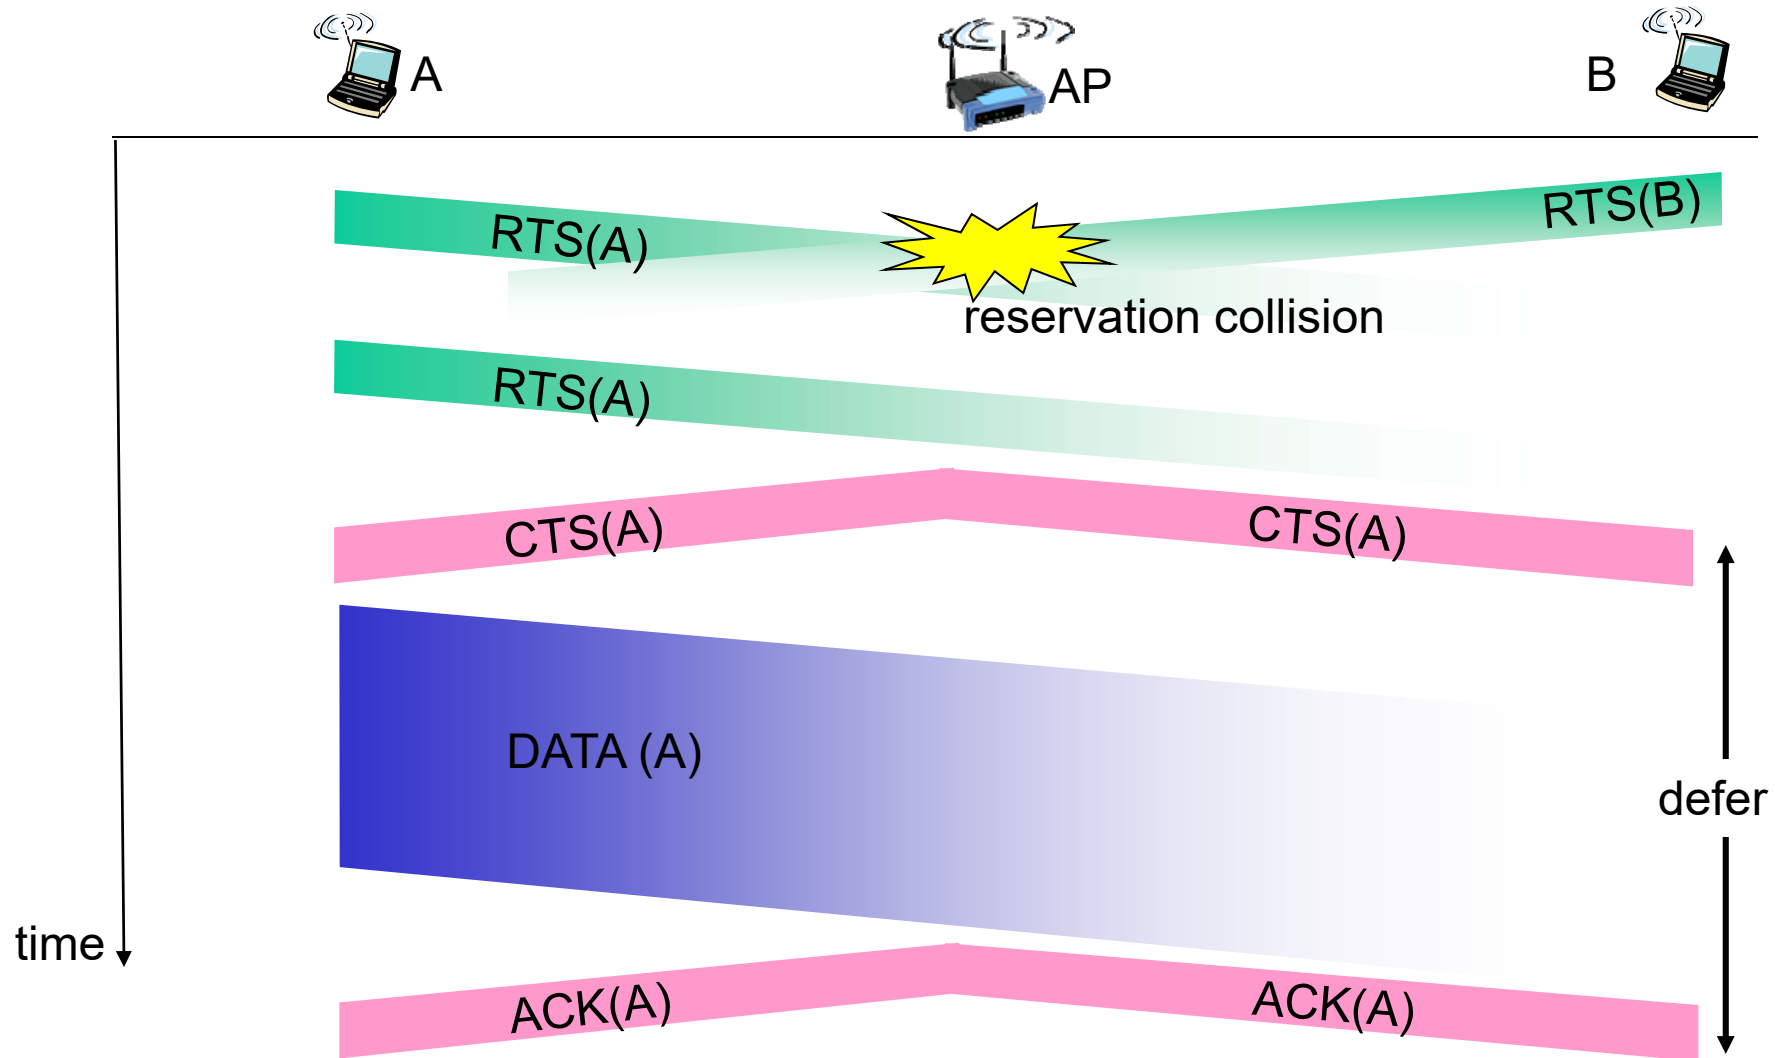 A
AP
B
RTS(A)
RTS(B)
reservation collision
RTS(A)
CTS(A)
CTS(A)
DATA (A)
defer
time
ACK(A)
ACK(A)